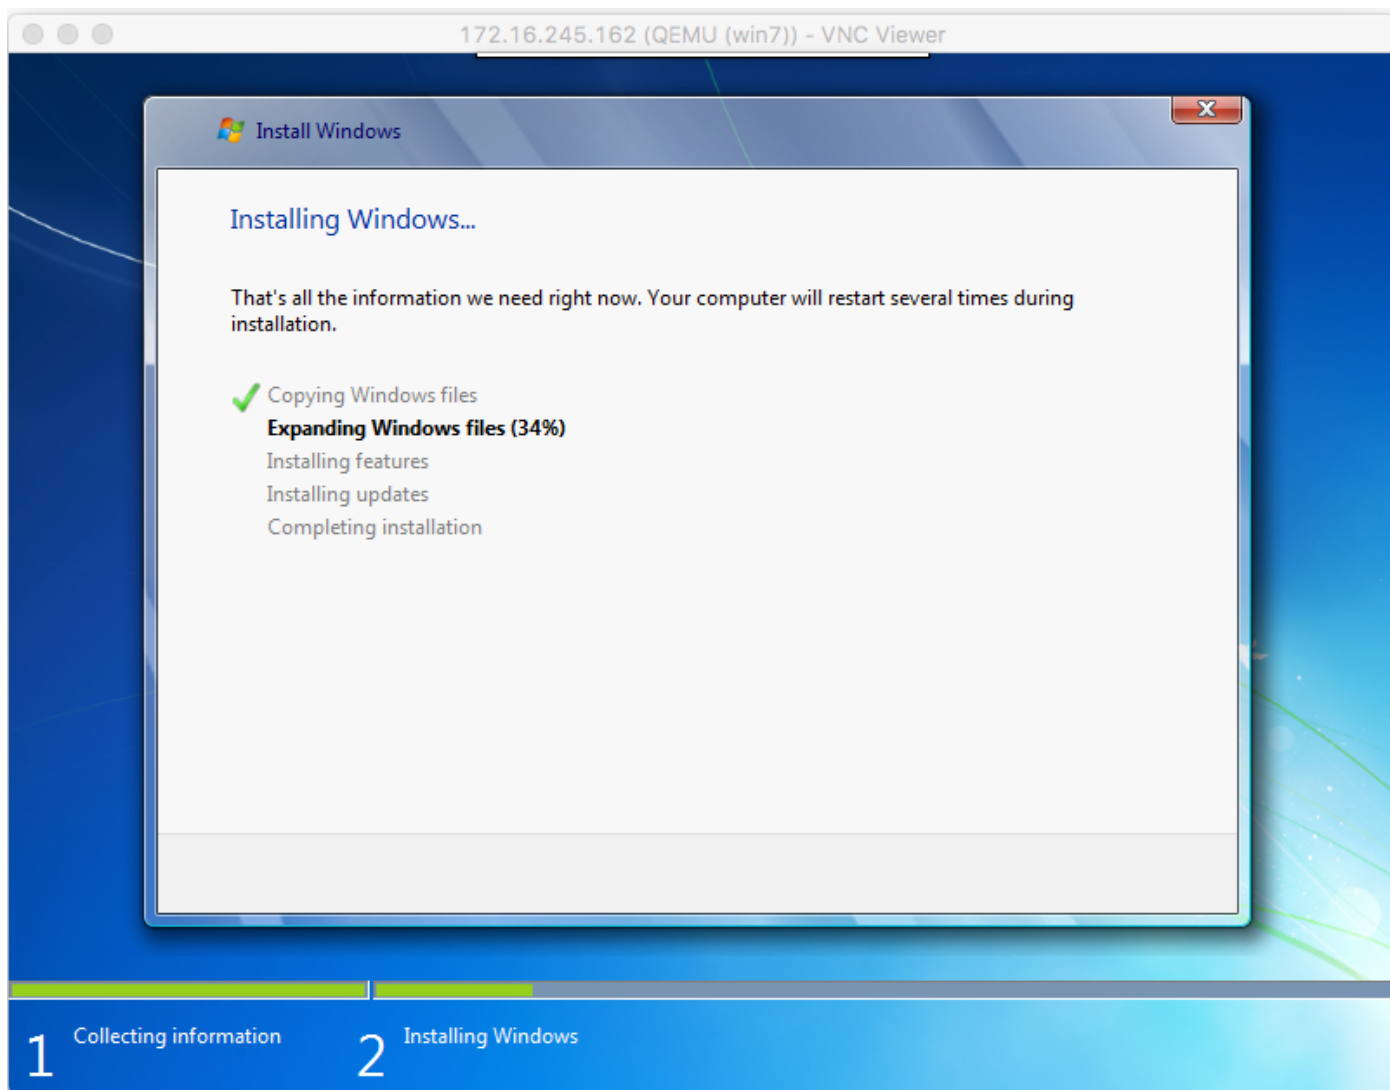 172.16.245.162 (QEMU (win7)) - VNC Viewer
Install Windows
Installing Windows...
That's all the information we need right now. Your computer will restart several times during
installation.
Copying Windows files
Expanding Windows files (34%)
Installing features
Installing updates
Completing installation
1 Collecting information 2 Installing Windows